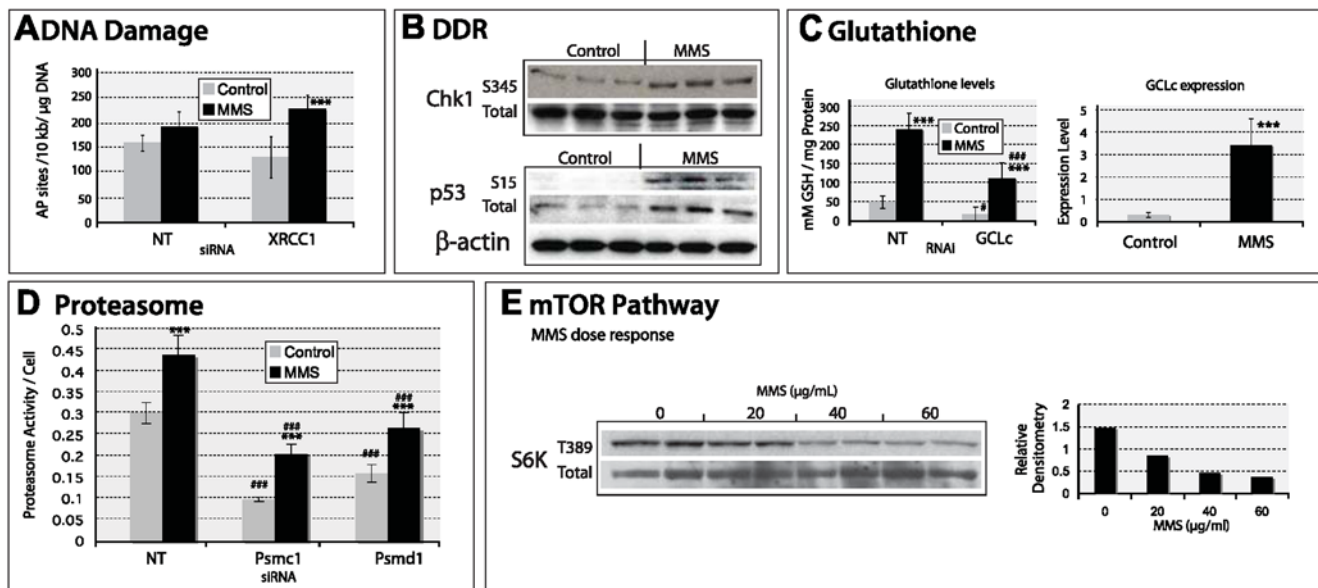 A DNA Damage
AP sites /10 kb/ µg DNA
300
250
200
150
100
50
0
Control
MMS
***
NT
XRCC1
siRNA
B DDR
Control
MMS
Chk1
S345
Total
Control
MMS
p53
S15
Total
β-actin
C Glutathione
Glutathione levels
mM GSH / mg Protein
300
250
200
150
100
50
0
***
Control
MMS
###
***
#
NT
GCLc
RNAI
GCLc expression
Expression Level
5
4
3
2
1
0
***
Control
MMS
D Proteasome
Proteasome Activity / Cell
0.5
0.45
0.4
0.35
0.3
0.25
0.2
0.15
0.1
0.05
0
***
Control
MMS
###
###
***
###
###
***
NT
Psmc1
Psmd1
siRNA
E mTOR Pathway
MMS dose response
MMS (µg/mL)
0 20 40 60
S6K
T389
Total
Relative
Densitometry
2
1.5
1
0.5
0
0 20 40 60
MMS (µg/ml)